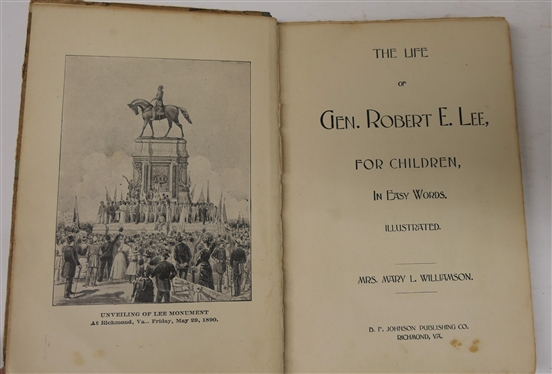 UNVEILING OF LEE MONUMENT
At Richmond, Va., Friday, May 29, 1890.
THE LIFE
OF
GEN. ROBERT E. LEE,
FOR CHILDREN,
IN EASY WORDS.
ILLUSTRATED.
MRS. MARY L. WILLIAMSON.
B. F. JOHNSON PUBLISHING CO.
RICHMOND, VA.